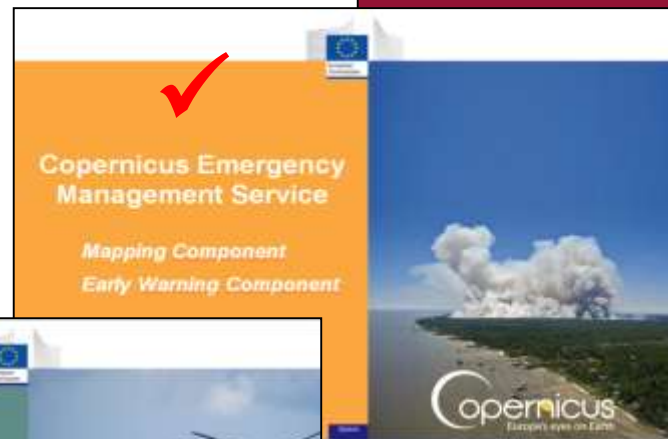 Copernicus Emergency
Management Service
Mapping Component
Early Warning Component
Copernicus
Europe's eyes on Earth